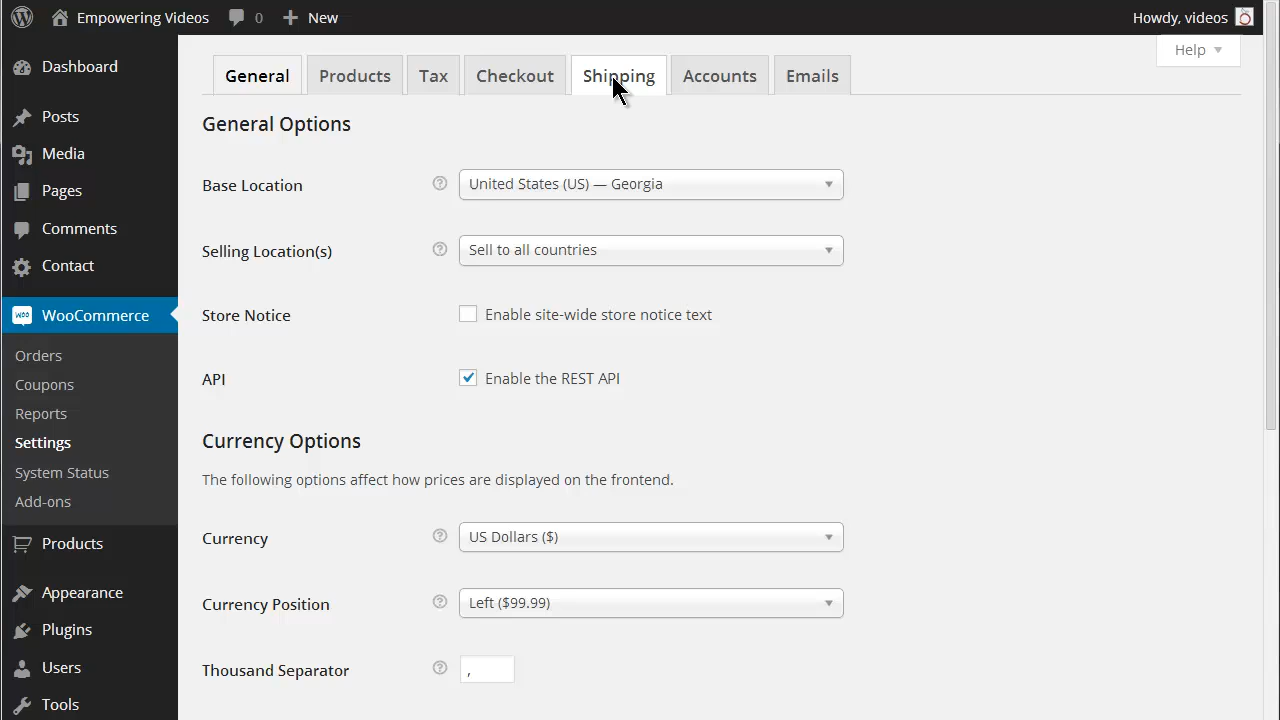 Empowering Videos 0 New Howdy, videos
Help
General Products Tax Checkout Shipping Accounts Emails
Dashboard
Posts
Media
Pages
Comments
Contact
WooCommerce
Orders
Coupons
Reports
Settings
System Status
Add-ons
Products
Appearance
Plugins
Users
Tools
General Options
Base Location ? United States (US) — Georgia
Selling Location(s) ? Sell to all countries
Store Notice Enable site-wide store notice text
API Enable the REST API
Currency Options
The following options affect how prices are displayed on the frontend.
Currency ? US Dollars ($)
Currency Position ? Left ($99.99)
Thousand Separator ? ,